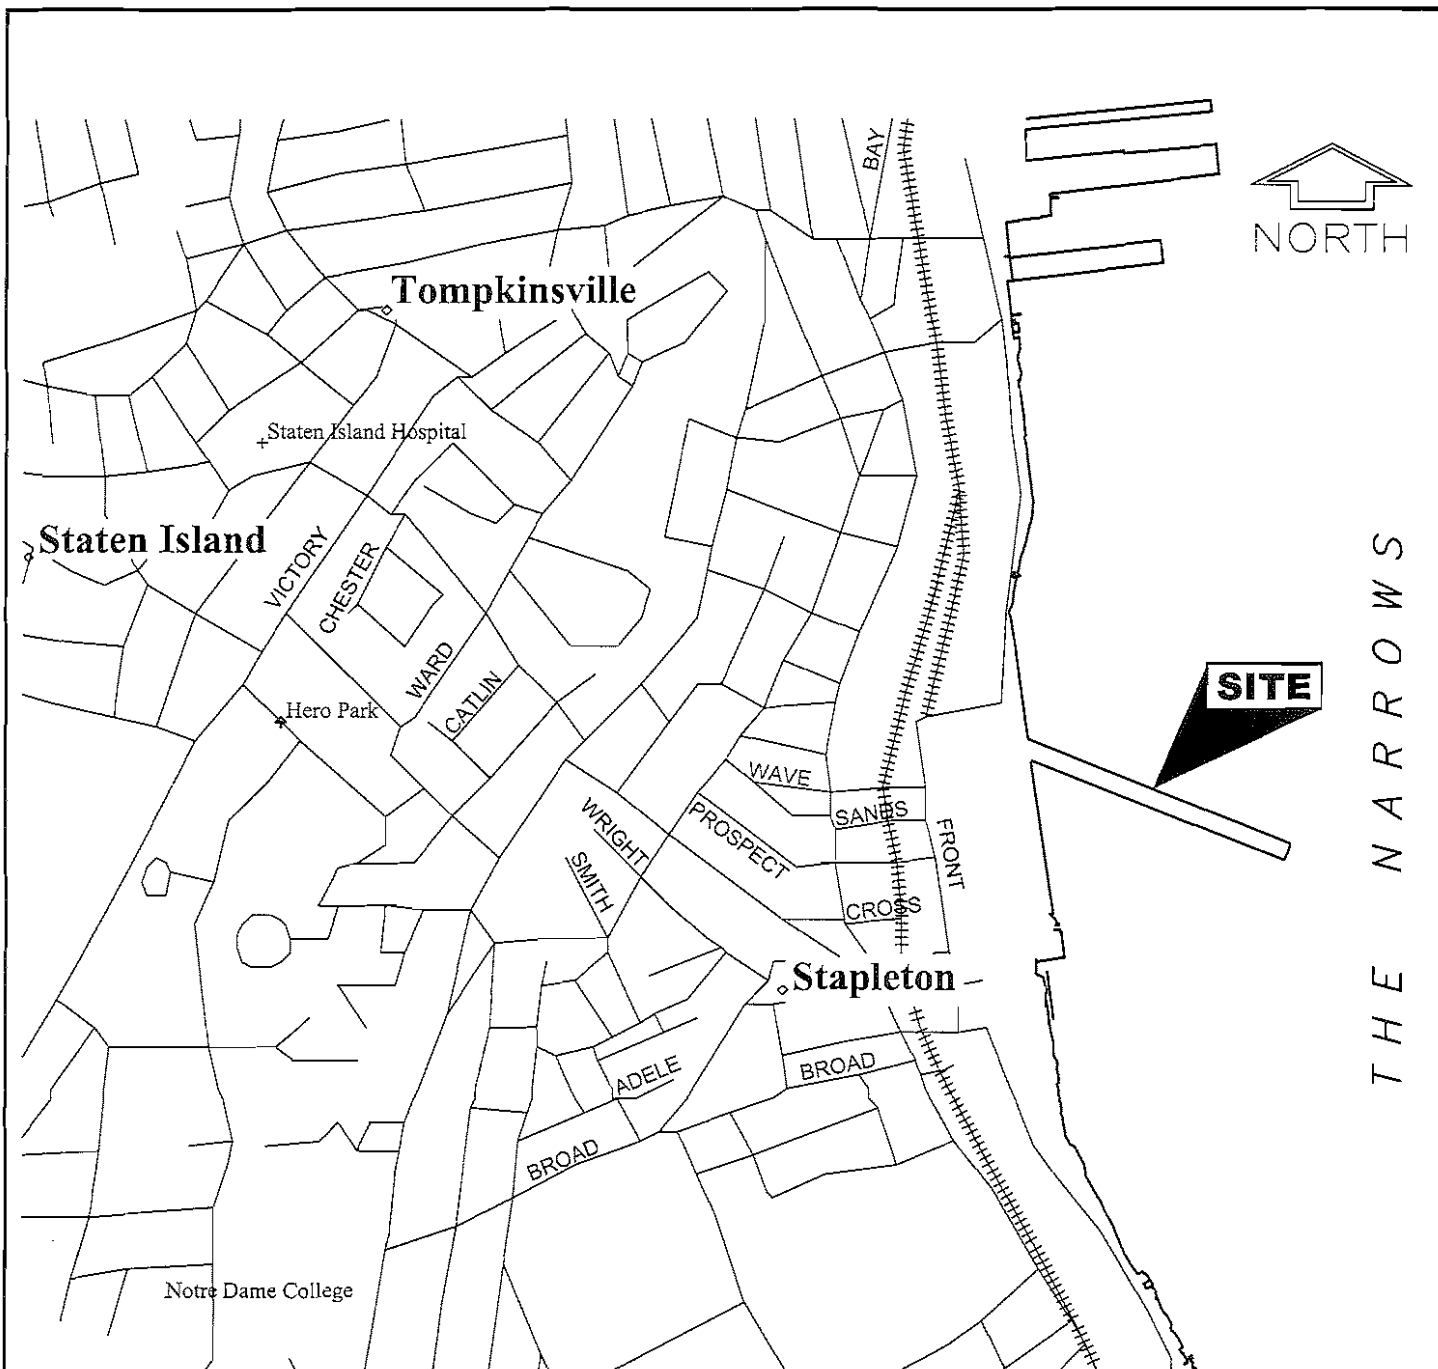 BAY
NORTH
Tompkinsville
Staten Island Hospital
Staten Island
VICTORY
CHESTER
WARD
CATLIN
Hero Park
SITE
THE NARROWS
WAVE
SANDS
PROSPECT
WRIGHT
FRONT
SMITH
CROSS
Stapleton
BROAD
ADELE
BROAD
Notre Dame College